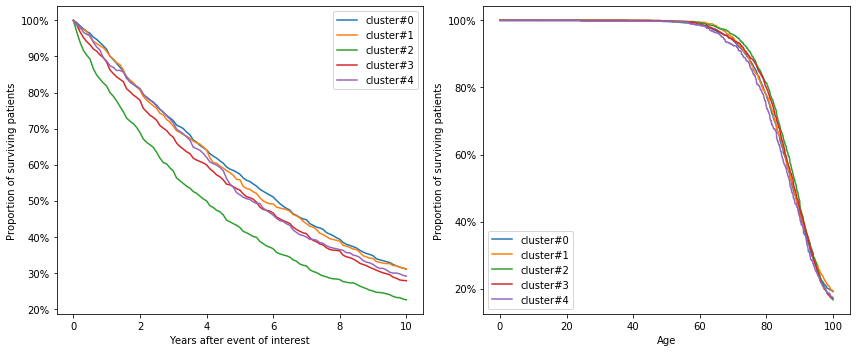 100%
90%
80%
70%
60%
50%
40%
30%
20%
Proportion of surviving patients
0
2
4
6
8
10
Years after event of interest
cluster#0
cluster#1
cluster#2
cluster#3
cluster#4
100%
80%
60%
40%
20%
Proportion of surviving patients
0
20
40
60
80
100
Age
cluster#0
cluster#1
cluster#2
cluster#3
cluster#4